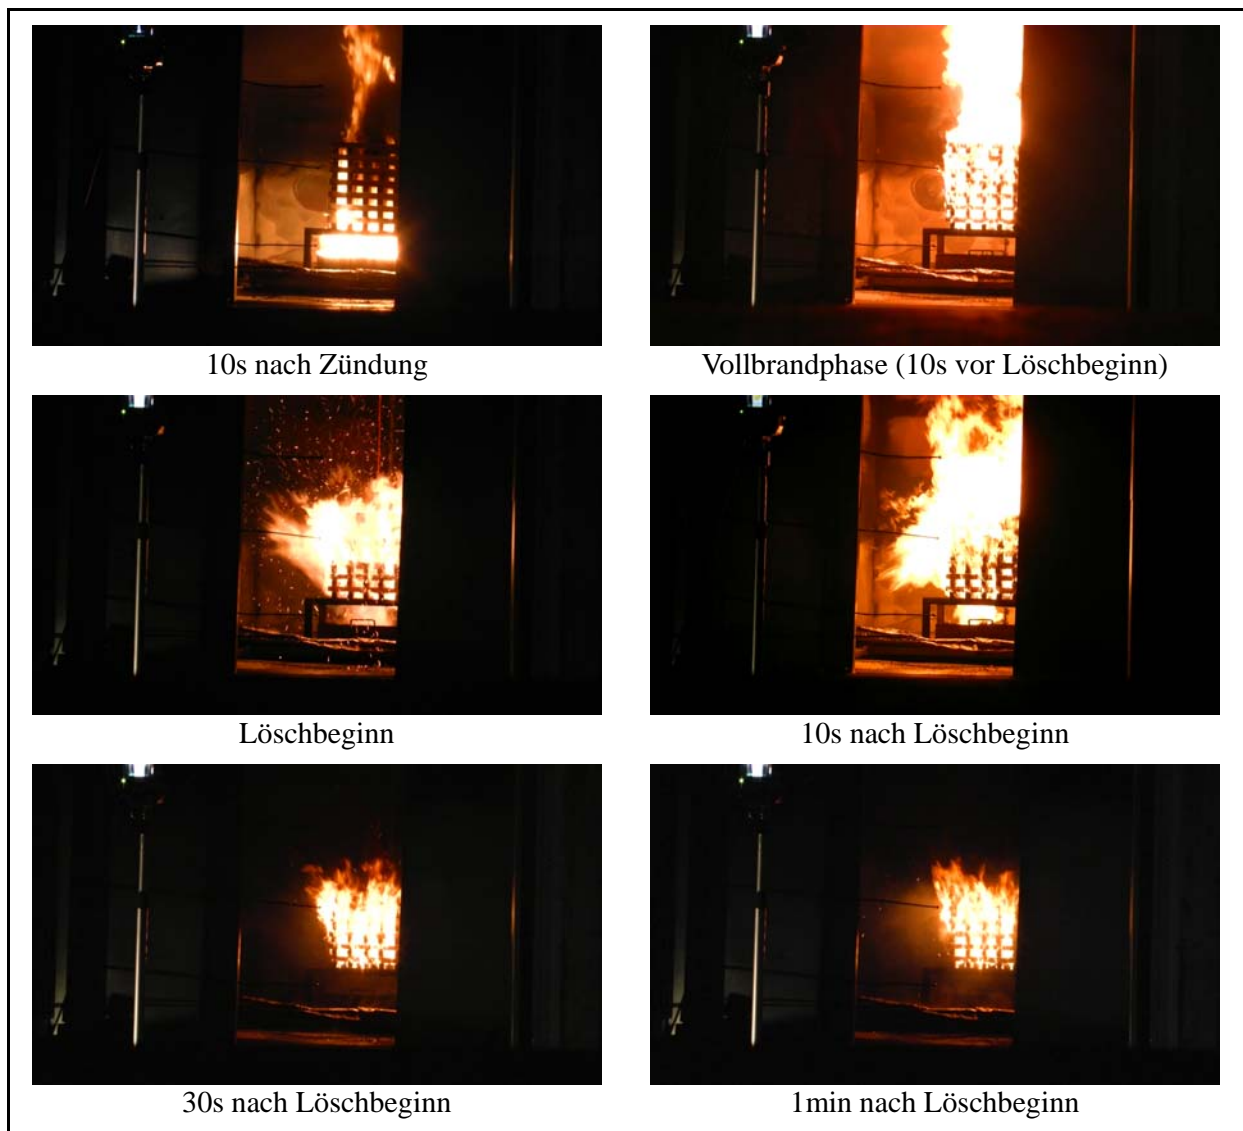 10s nach Zündung
Vollbrandphase (10s vor Löschbeginn)
Löschbeginn
10s nach Löschbeginn
30s nach Löschbeginn
1min nach Löschbeginn